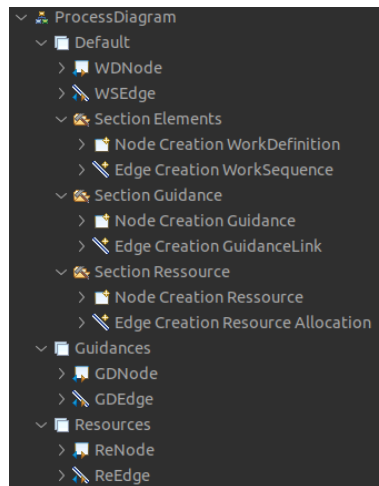 ProcessDiagram
Default
WDNode
WSEdge
Section Elements
Node Creation WorkDefinition
Edge Creation WorkSequence
Section Guidance
Node Creation Guidance
Edge Creation GuidanceLink
Section Ressource
Node Creation Ressource
Edge Creation Resource Allocation
Guidances
GDNode
GDEdge
Resources
ReNode
ReEdge